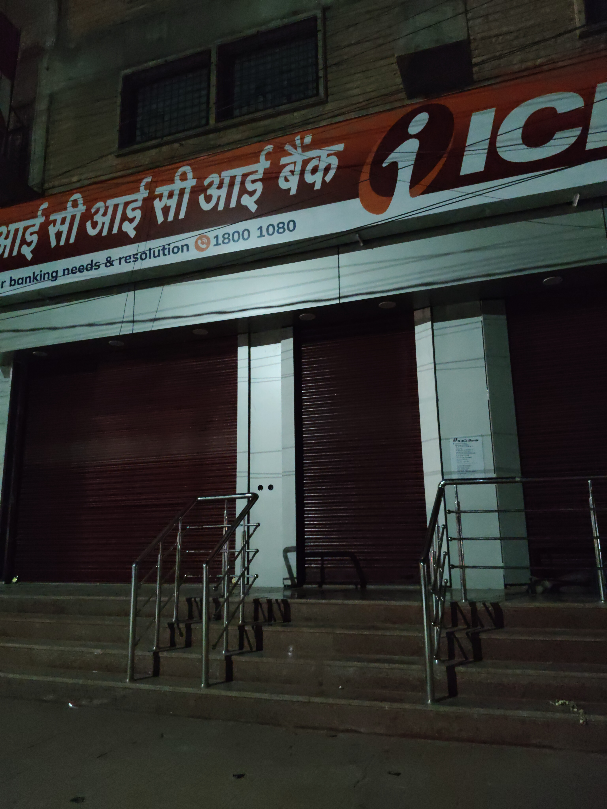 आई सी आई सी आई बैंक ICI
r banking needs & resolution 1800 1080